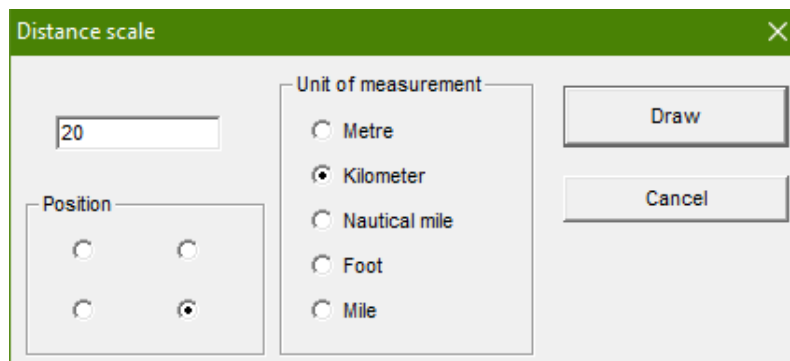 Distance scale
20
Position
Unit of measurement
Metre
Kilometer
Nautical mile
Foot
Mile
Draw
Cancel